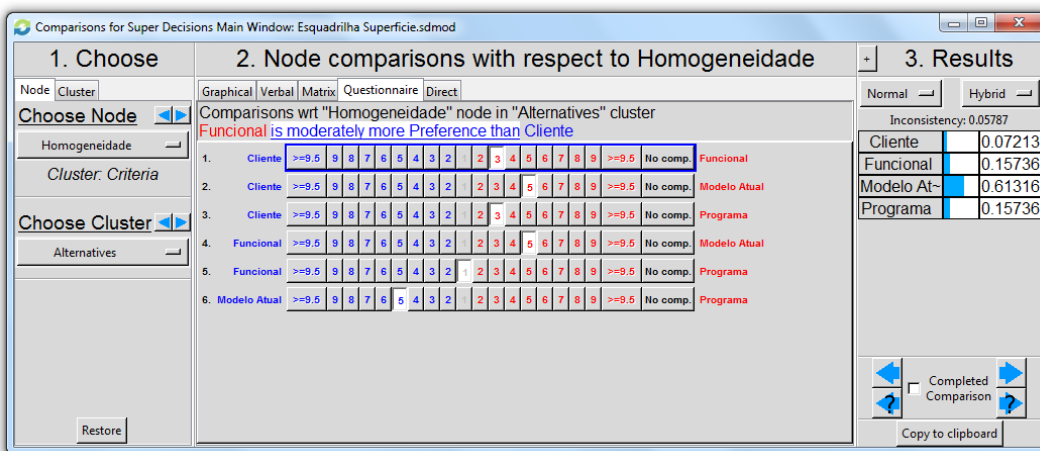 Comparisons for Super Decisions Main Window: Esquadrilha Superficie.sdmod
1. Choose
2. Node comparisons with respect to Homogeneidade
+ 3. Results
Node Cluster
Graphical Verbal Matrix Questionnaire Direct
Normal Hybrid
Choose Node
Homogeneidade
Cluster: Criteria
Choose Cluster
Alternatives
Restore
Comparisons wrt "Homogeneidade" node in "Alternatives" cluster
Funcional is moderately more Preference than Cliente
1. Cliente >=9.5 9 8 7 6 5 4 3 2 1 2 3 4 5 6 7 8 9 >=9.5 No comp. Funcional
2. Cliente >=9.5 9 8 7 6 5 4 3 2 1 2 3 4 5 6 7 8 9 >=9.5 No comp. Modelo Atual
3. Cliente >=9.5 9 8 7 6 5 4 3 2 1 2 3 4 5 6 7 8 9 >=9.5 No comp. Programa
4. Funcional >=9.5 9 8 7 6 5 4 3 2 1 2 3 4 5 6 7 8 9 >=9.5 No comp. Modelo Atual
5. Funcional >=9.5 9 8 7 6 5 4 3 2 1 2 3 4 5 6 7 8 9 >=9.5 No comp. Programa
6. Modelo Atual >=9.5 9 8 7 6 5 4 3 2 1 2 3 4 5 6 7 8 9 >=9.5 No comp. Programa
Inconsistency: 0.05787
Cliente 0.07213
Funcional 0.15736
Modelo At~ 0.61316
Programa 0.15736
Completed
Comparison
? ?
Copy to clipboard